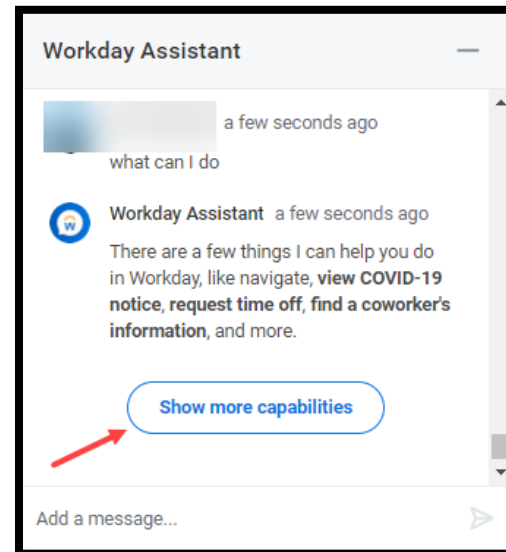 Workday Assistant
a few seconds ago
what can I do
Workday Assistant a few seconds ago
There are a few things I can help you do
in Workday, like navigate, view COVID-19
notice, request time off, find a coworker's
information, and more.
Show more capabilities
Add a message...